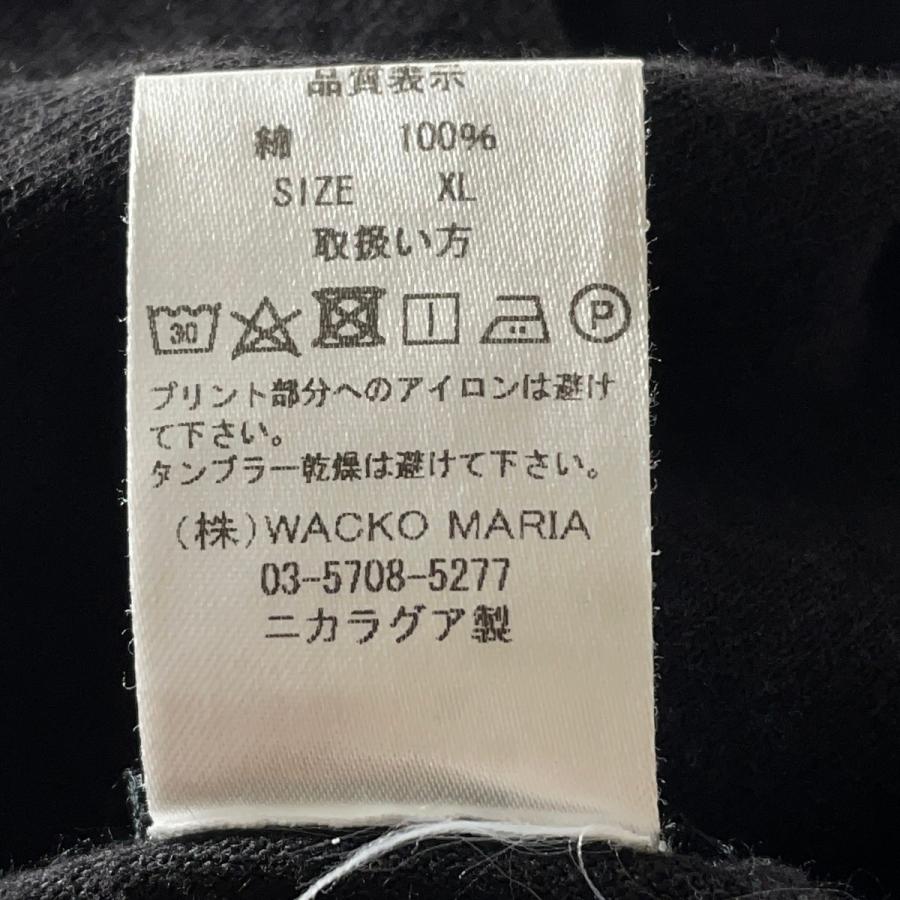 品質表示
綿 100%
SIZE XL
取扱い方
30 P
プリント部分へのアイロンは避け
て下さい。
タンブラー乾燥は避けて下さい。
(株)WACKO MARIA
03-5708-5277
ニカラグア製